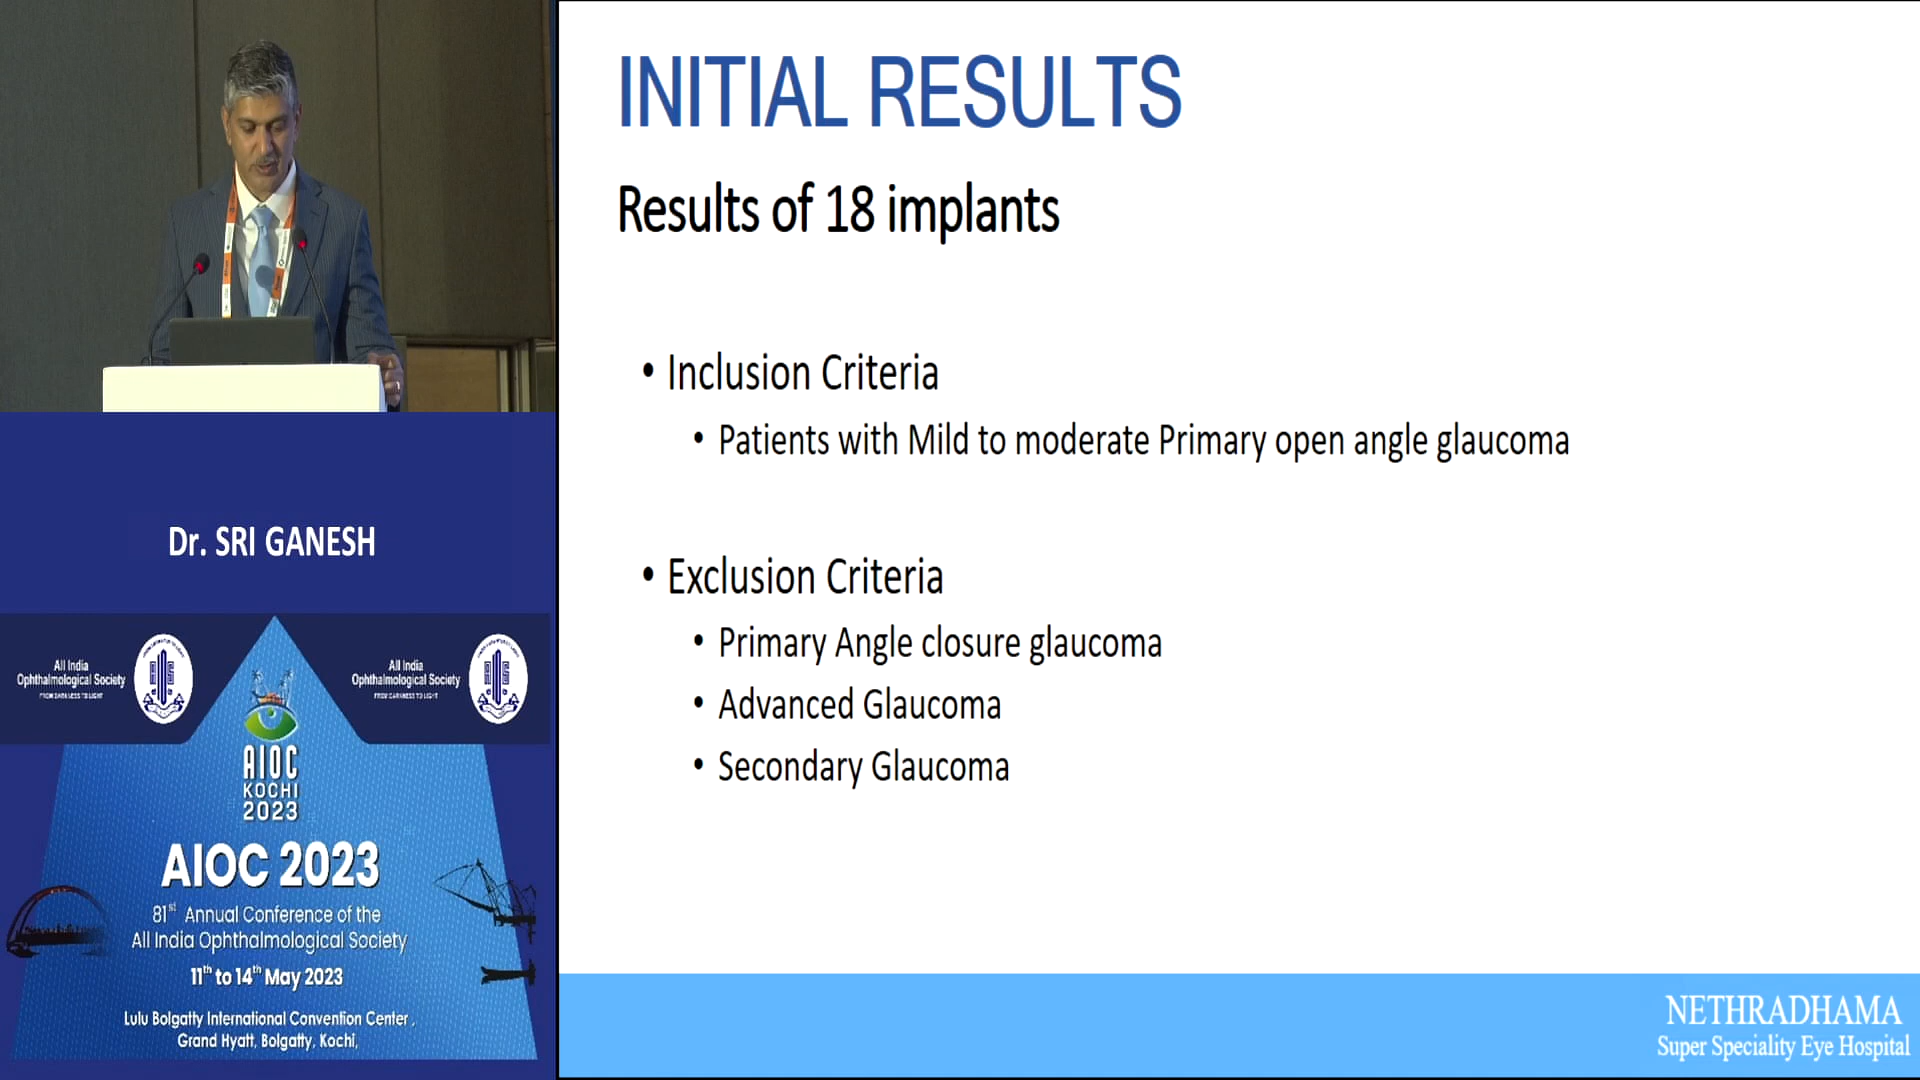 INITIAL RESULTS
Results of 18 implants
• Inclusion Criteria
• Patients with Mild to moderate Primary open angle glaucoma
• Exclusion Criteria
• Primary Angle closure glaucoma
• Advanced Glaucoma
• Secondary Glaucoma
NETHRADHAMA
Super Speciality Eye Hospital
Dr. SRI GANESH
All India
Ophthalmological Society
FROM DARKNESS TO LIGHT
All India
Ophthalmological Society
FROM DARKNESS TO LIGHT
AIOC
KOCHI
2023
AIOC 2023
81st Annual Conference of the
All India Ophthalmological Society
11th to 14th May 2023
Lulu Bolgatty International Convention Center,
Grand Hyatt, Bolgatty, Kochi,